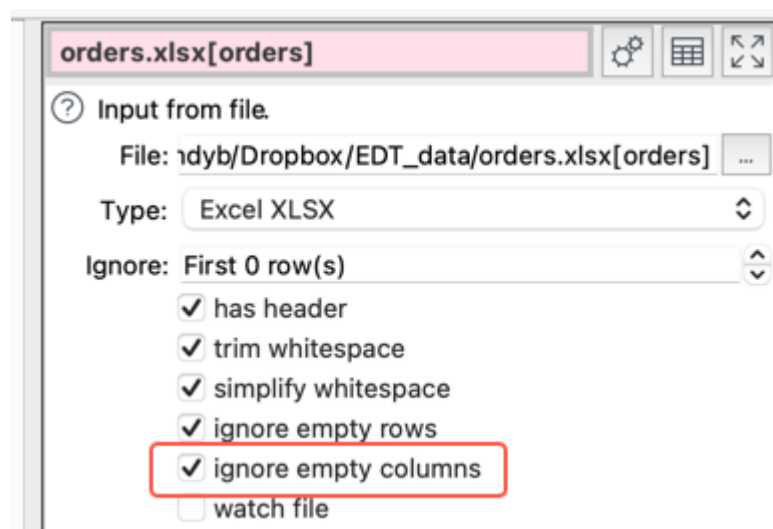 orders.xlsx[orders]
Input from file.
File: ndyb/Dropbox/EDT_data/orders.xlsx[orders] ...
Type: Excel XLSX
Ignore: First 0 row(s)
has header
trim whitespace
simplify whitespace
ignore empty rows
ignore empty columns
watch file